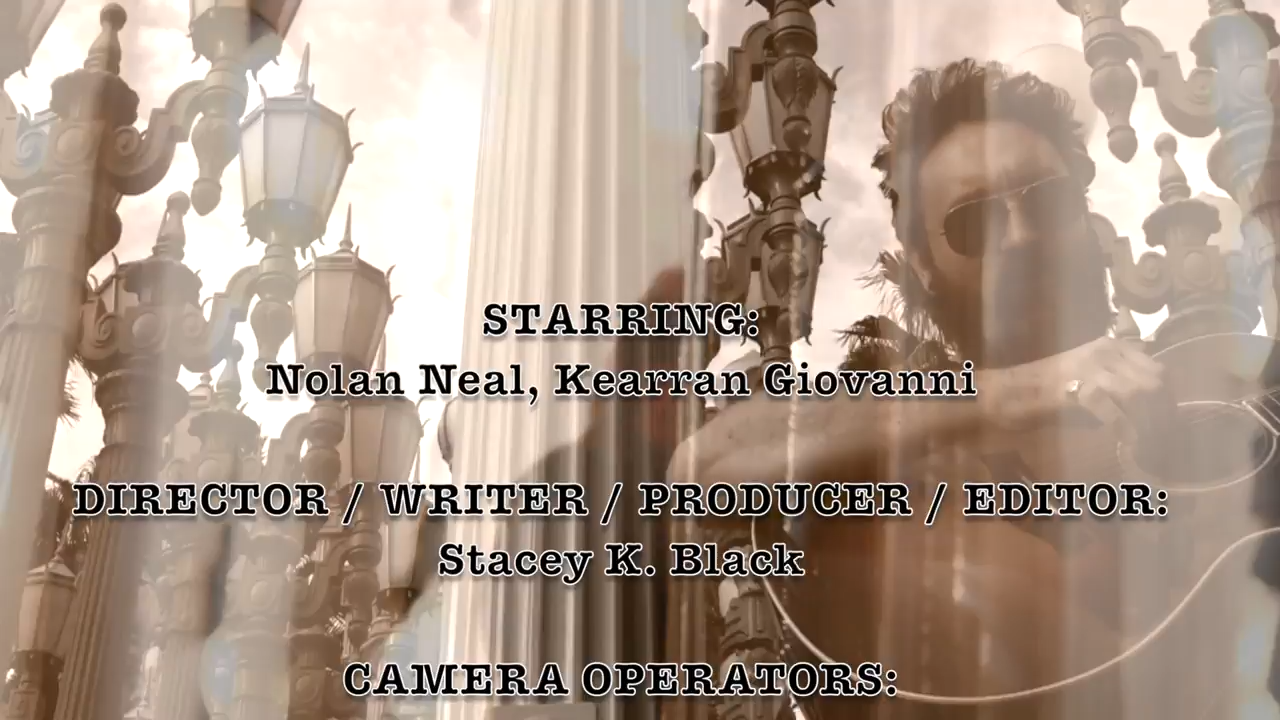 STARRING:
Nolan Neal, Kearran Giovanni
DIRECTOR / WRITER / PRODUCER / EDITOR:
Stacey K. Black
CAMERA OPERATORS: